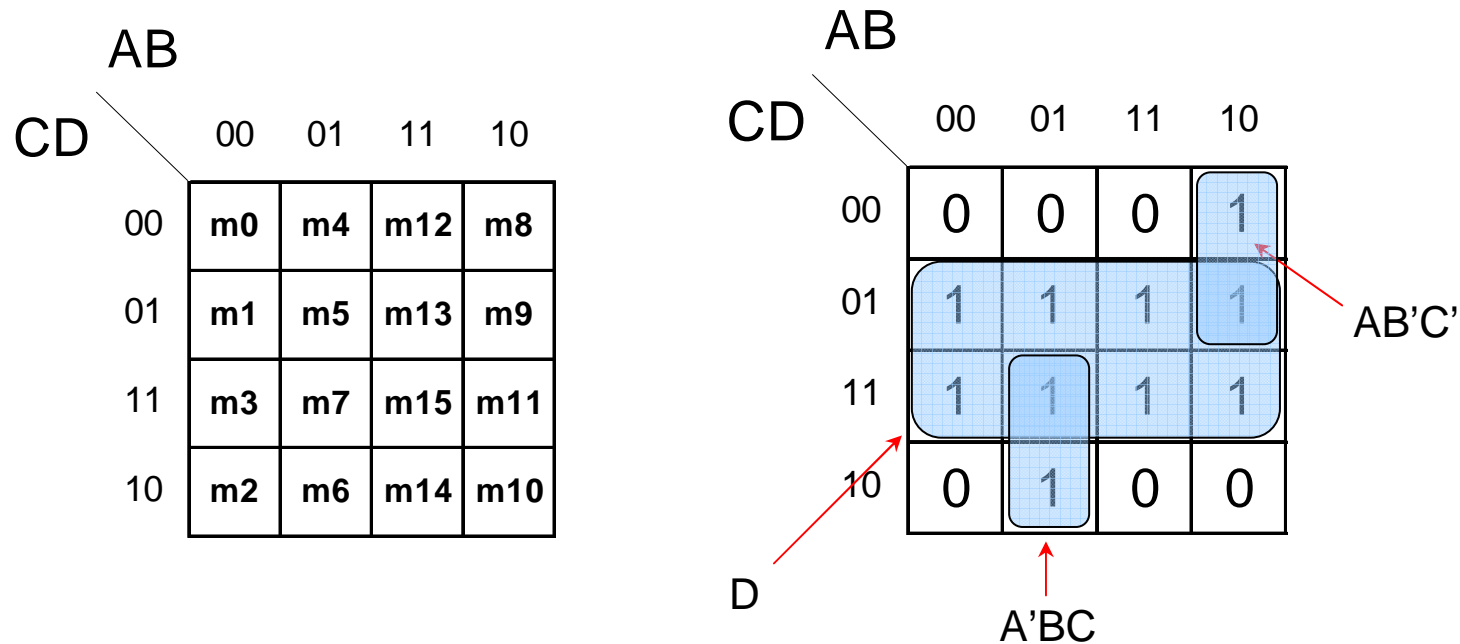 AB
CD 00 01 11 10
00 m0 m4 m12 m8
01 m1 m5 m13 m9
11 m3 m7 m15 m11
10 m2 m6 m14 m10
AB
CD 00 01 11 10
00 0 0 0 1
01 1 1 1 1
11 1 1 1 1
10 0 1 0 0
AB’C’
D
A’BC